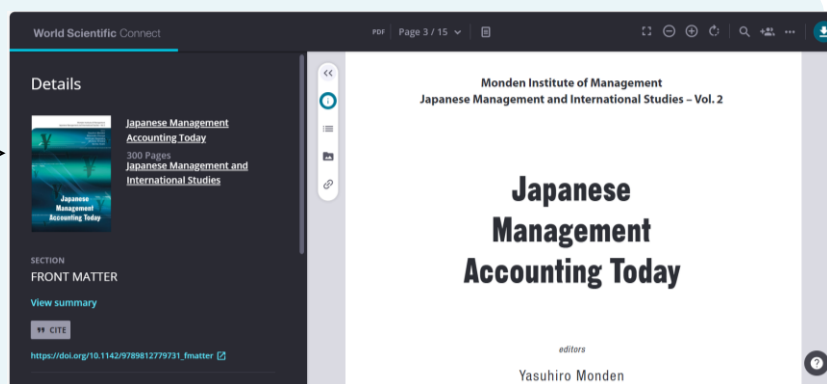 World Scientific Connect
PDF Page 3 / 15
Details
Japanese Management
Accounting Today
300 Pages
Japanese Management and
International Studies
Japanese
Management
Accounting Today
SECTION
FRONT MATTER
View summary
CITE
https://doi.org/10.1142/9789812779731_fmatter
Monden Institute of Management
Japanese Management and International Studies – Vol. 2
Japanese
Management
Accounting Today
editors
Yasuhiro Monden